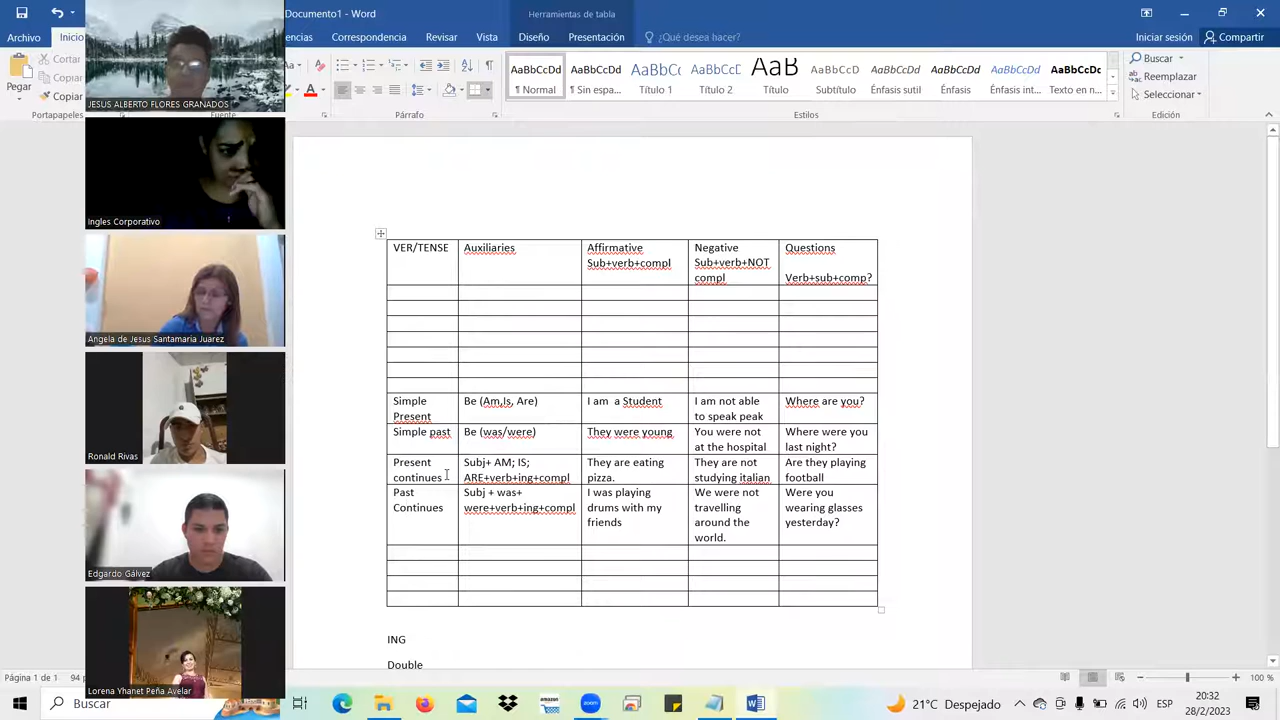 Documento1 - Word
Herramientas de tabla
Iniciar sesión
Archivo
Inicio
Referencias
Correspondencia
Revisar
Vista
Diseño
Presentación
¿Qué desea hacer?
Compartir
Cortar
AaBbCcDd
¶ Normal
AaBbCcDd
¶ Sin espa...
AaBbC(
Título 1
AaBbCcD
Título 2
AaB
Título
AaBbCcD
Subtítulo
AaBbCcDd
Énfasis sutil
AaBbCcDd
Énfasis
AaBbCcDd
Énfasis int...
AaBbCcDc
Texto en n...
Buscar
Reemplazar
Seleccionar
Portapapeles
Fuente
Párrafo
Estilos
Edición
JESUS ALBERTO FLORES GRANADOS
Ingles Corporativo
Angela de Jesus Santamaria Juarez
Ronald Rivas
Edgardo Gálvez
Lorena Yhanet Peña Avelar
VER/TENSE
Auxiliaries
Affirmative
Sub+verb+compl
Negative
Sub+verb+NOT
compl
Questions
Verb+sub+comp?
Simple
Present
Be (Am,Is, Are)
I am a Student
I am not able
to speak peak
Where are you?
Simple past
Be (was/were)
They were young
You were not
at the hospital
Where were you
last night?
Present
continues
Subj+ AM; IS;
ARE+verb+ing+compl
They are eating
pizza.
They are not
studying italian
Are they playing
football
Past
Continues
Subj + was+
were+verb+ing+compl
I was playing
drums with my
friends
We were not
travelling
around the
world.
Were you
wearing glasses
yesterday?
ING
Double
Página 1 de 1
94 p
100 %
Buscar
amazon
zoom
21°C Despejado
ESP
20:32
28/2/2023